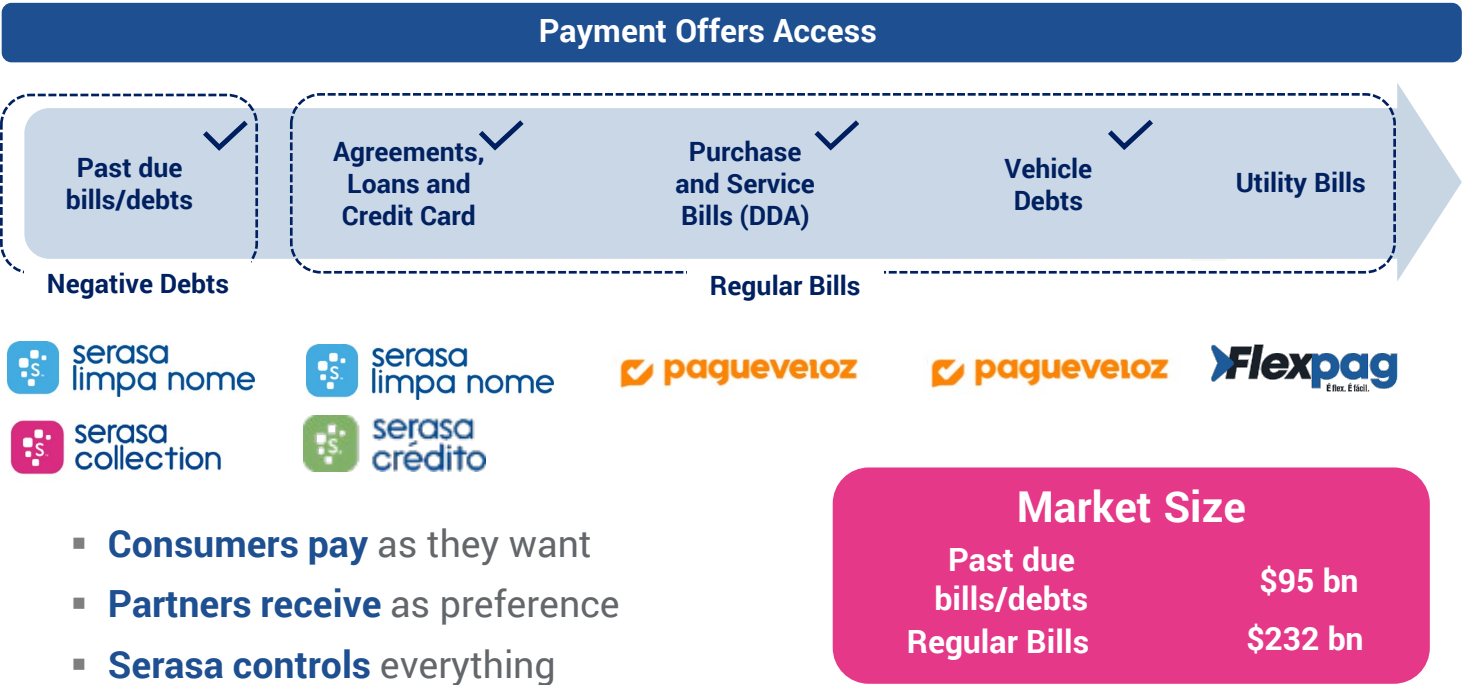 Payment Offers Access
Past due
bills/debts
Agreements,
Loans and
Credit Card
Purchase
and Service
Bills (DDA)
Vehicle
Debts
Utility Bills
Negative Debts
Regular Bills
S.
serasa
limpa nome
S.
serasa
limpa nome
pagueveloz
pagueveloz
Flexpag
É flex. É fácil.
S.
serasa
collection
S.
serasa
crédito
▪ Consumers pay as they want
▪ Partners receive as preference
▪ Serasa controls everything
Market Size
Past due
bills/debts
$95 bn
Regular Bills
$232 bn